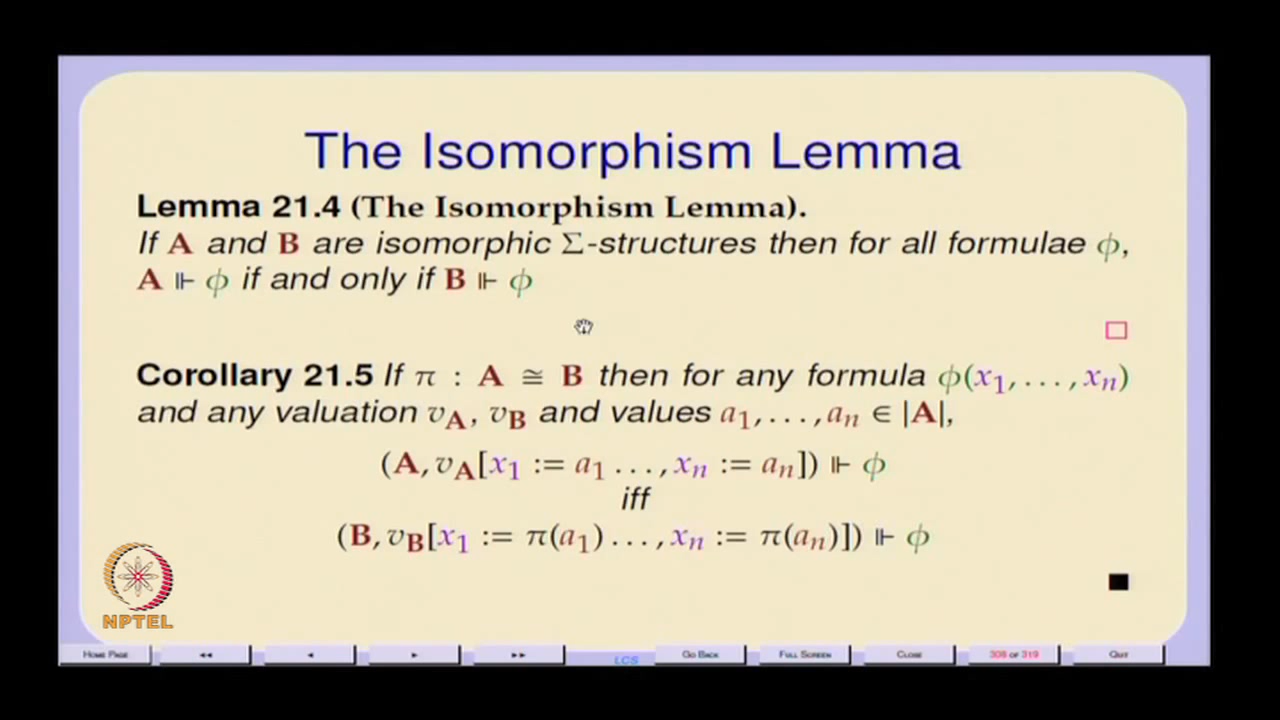 The Isomorphism Lemma
Lemma 21.4 (The Isomorphism Lemma).
If A and B are isomorphic Σ-structures then for all formulae ϕ,
A ⊩ ϕ if and only if B ⊩ ϕ
□
Corollary 21.5 If π : A ≅ B then for any formula ϕ(x₁, . . . , xₙ)
and any valuation v_A, v_B and values a₁, . . . , aₙ ∈ |A|,
(A, v_A[x₁ := a₁ . . . , xₙ := aₙ]) ⊩ ϕ
iff
(B, v_B[x₁ := π(a₁) . . . , xₙ := π(aₙ)]) ⊩ ϕ
■
NPTEL
HOME PAGE ◄◄ ◄ ► ►► LCS GO BACK FULL SCREEN CLOSE 308 OF 319 QUIT